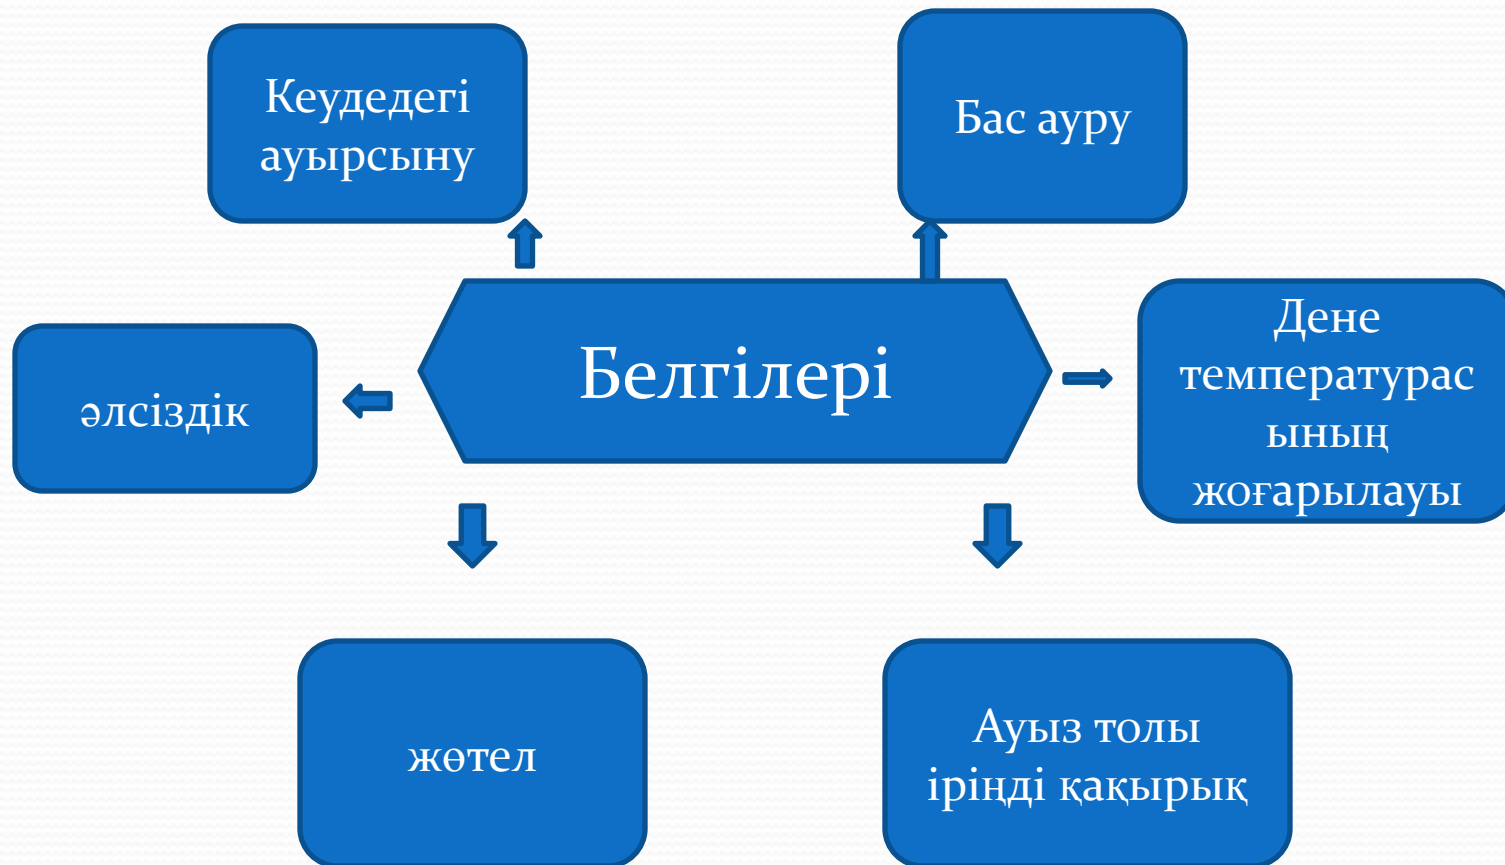 Кеудедегі
ауырсыну
Бас ауру
Белгілері
Дене
температурас
ының
жоғарылауы
әлсіздік
жөтел
Ауыз толы
іріңді қақырық